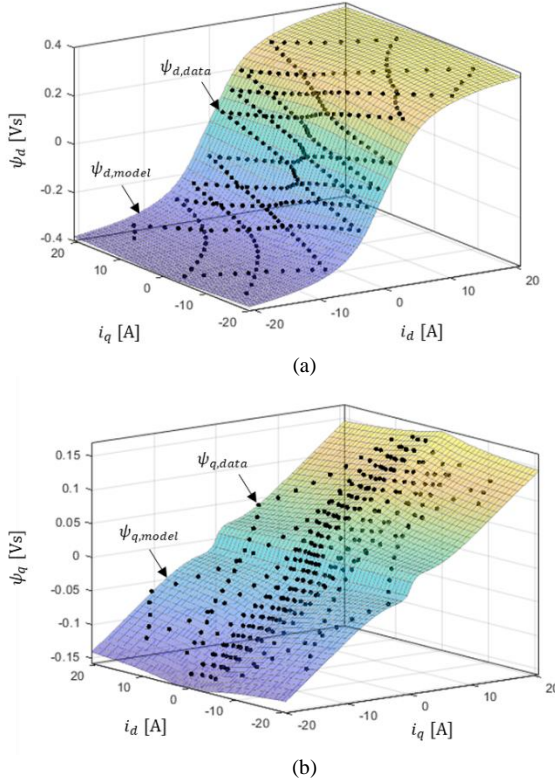 0.4
ψd,data
0.2
ψd [Vs]
0
ψd,model
-0.2
-0.4
20
10
0
-10
-20
iq [A]
-20
-10
0
10
20
id [A]
(a)
0.15
ψq,data
0.1
0.05
ψq,model
ψq [Vs]
0
-0.05
-0.1
-0.15
20
10
0
-10
-20
id [A]
-20
-10
0
10
20
iq [A]
(b)